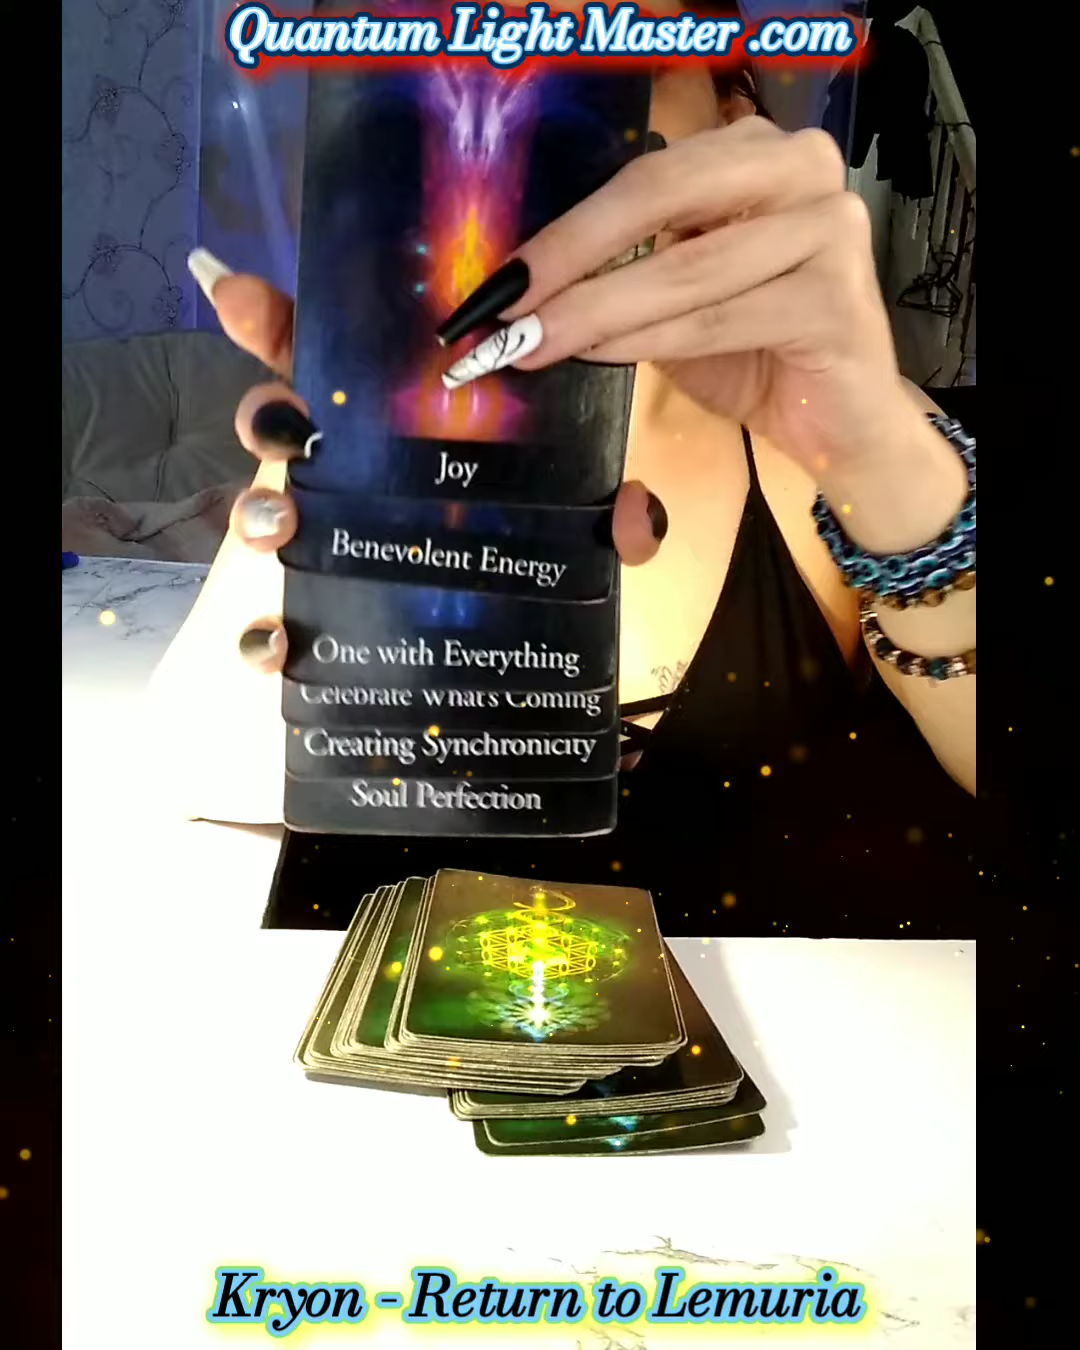 Quantum Light Master .com
Joy
Benevolent Energy
One with Everything
Celebrate What's Coming
Creating Synchronicity
Soul Perfection
Kryon - Return to Lemuria